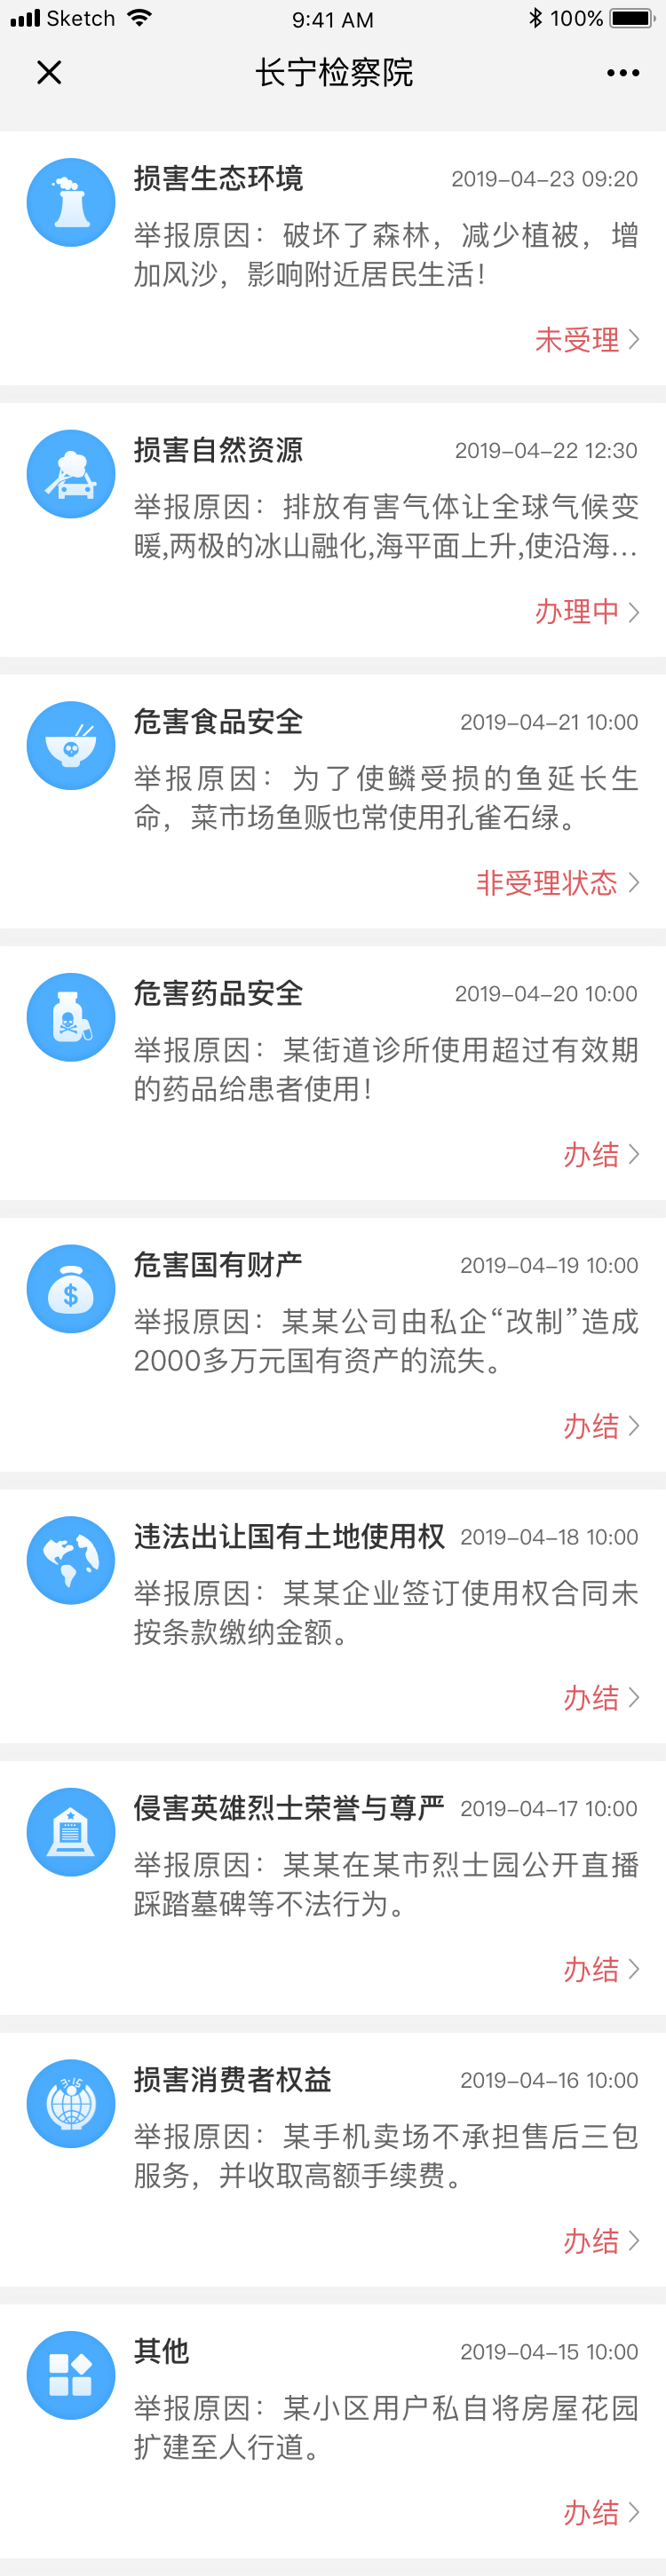 Sketch 9:41 AM 100%
长宁检察院
损害生态环境 2019-04-23 09:20
举报原因：破坏了森林，减少植被，增
加风沙，影响附近居民生活！
未受理
损害自然资源 2019-04-22 12:30
举报原因：排放有害气体让全球气候变
暖,两极的冰山融化,海平面上升,使沿海...
办理中
危害食品安全 2019-04-21 10:00
举报原因：为了使鳞受损的鱼延长生
命，菜市场鱼贩也常使用孔雀石绿。
非受理状态
危害药品安全 2019-04-20 10:00
举报原因：某街道诊所使用超过有效期
的药品给患者使用！
办结
危害国有财产 2019-04-19 10:00
举报原因：某某公司由私企“改制”造成
2000多万元国有资产的流失。
办结
违法出让国有土地使用权 2019-04-18 10:00
举报原因：某某企业签订使用权合同未
按条款缴纳金额。
办结
侵害英雄烈士荣誉与尊严 2019-04-17 10:00
举报原因：某某在某市烈士园公开直播
踩踏墓碑等不法行为。
办结
3·15
损害消费者权益 2019-04-16 10:00
举报原因：某手机卖场不承担售后三包
服务，并收取高额手续费。
办结
其他 2019-04-15 10:00
举报原因：某小区用户私自将房屋花园
扩建至人行道。
办结